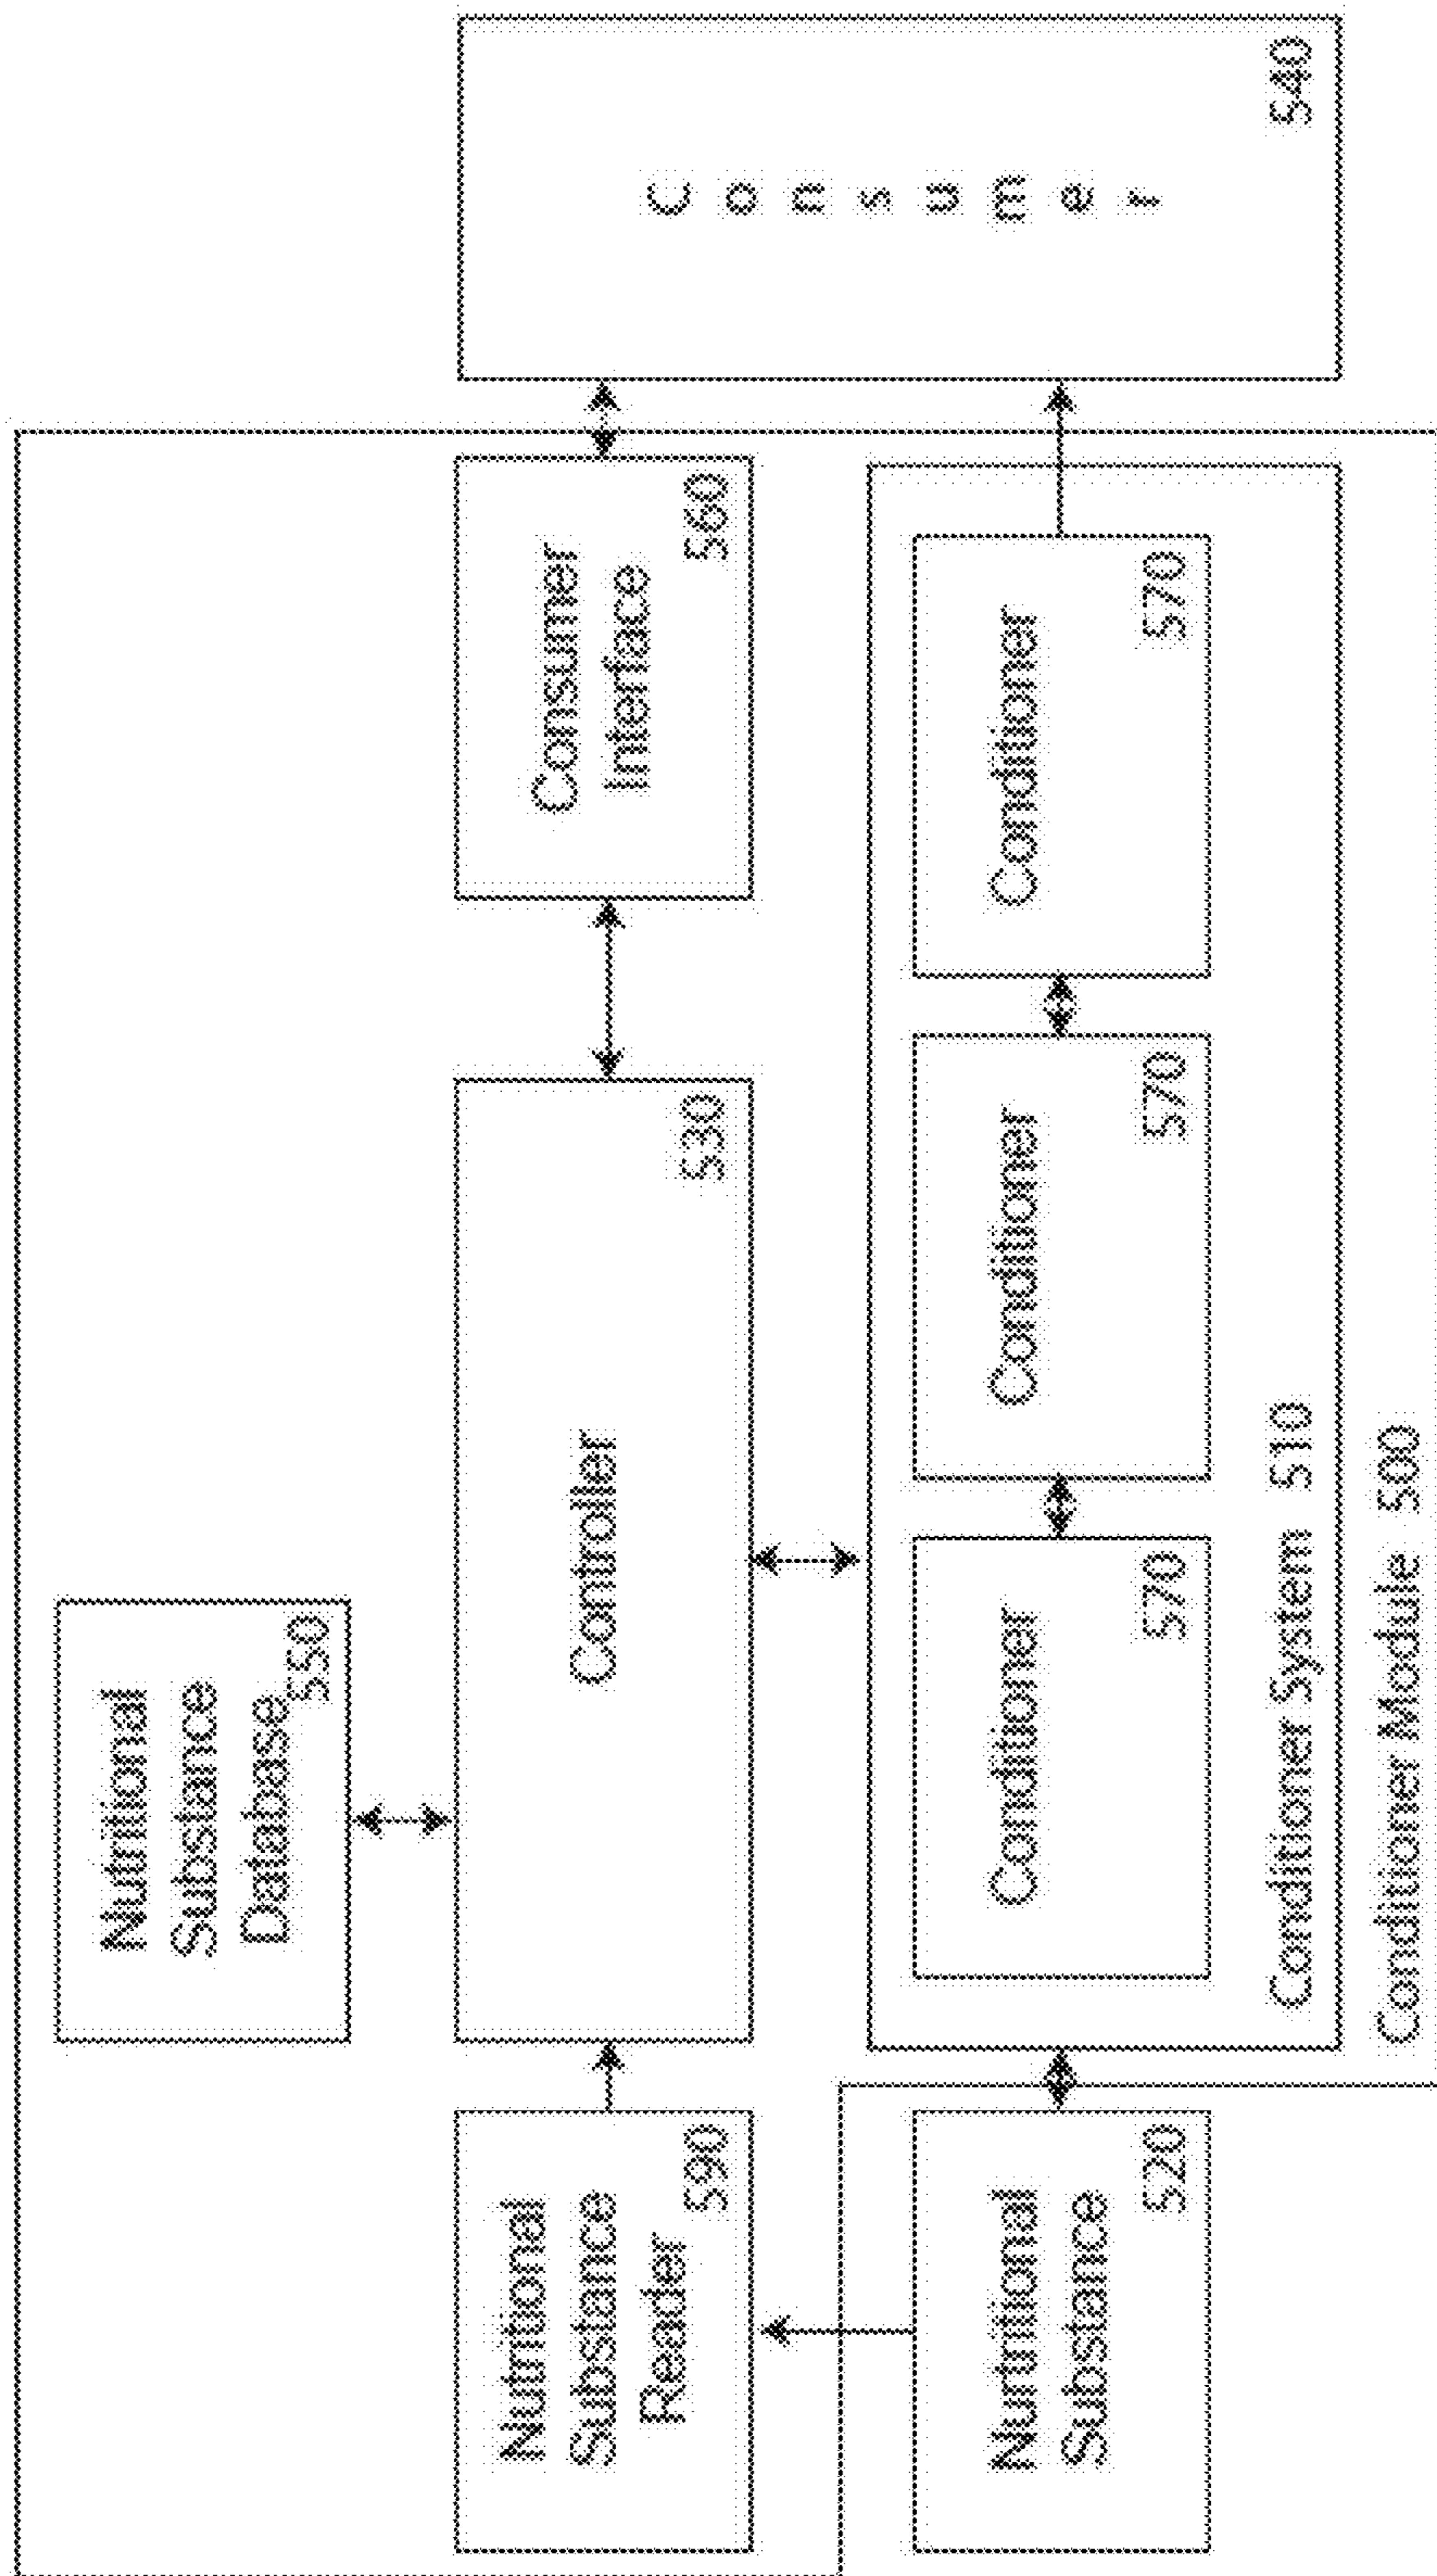 Nutritional
Substance
Database
550
Nutritional
Substance
Reader
590
Controller
530
Consumer
Interface
560
Consumer
540
Nurtritional
Substance
520
Conditioner
570
Conditioner
570
Conditioner
570
Conditioner System 510
Conditioner Module 500